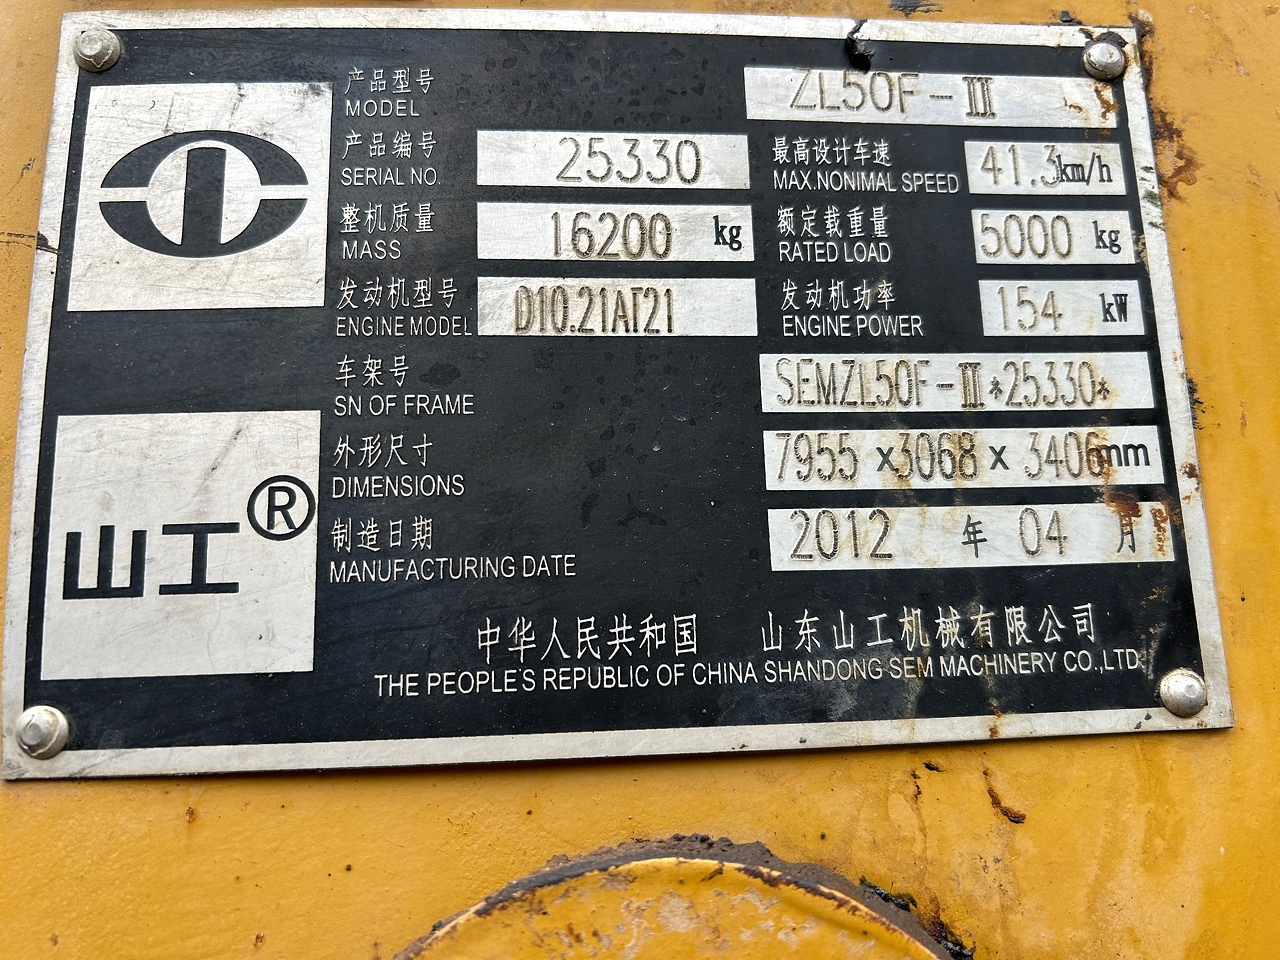 产品型号
MODEL
ZL50F-III
产品编号
SERIAL NO.
25330
最高设计车速
MAX.NONIMAL SPEED
41.3km/h
整机质量
MASS
16200 kg
额定载重量
RATED LOAD
5000 kg
发动机型号
ENGINE MODEL
D10.21AT21
发动机功率
ENGINE POWER
154 kW
车架号
SN OF FRAME
SEMZL50F-III*25330*
外形尺寸
DIMENSIONS
7955 x3068 x 3406mm
制造日期
MANUFACTURING DATE
2012 年 04 月
山工®
中华人民共和国 山东山工机械有限公司
THE PEOPLE'S REPUBLIC OF CHINA SHANDONG SEM MACHINERY CO.,LTD.